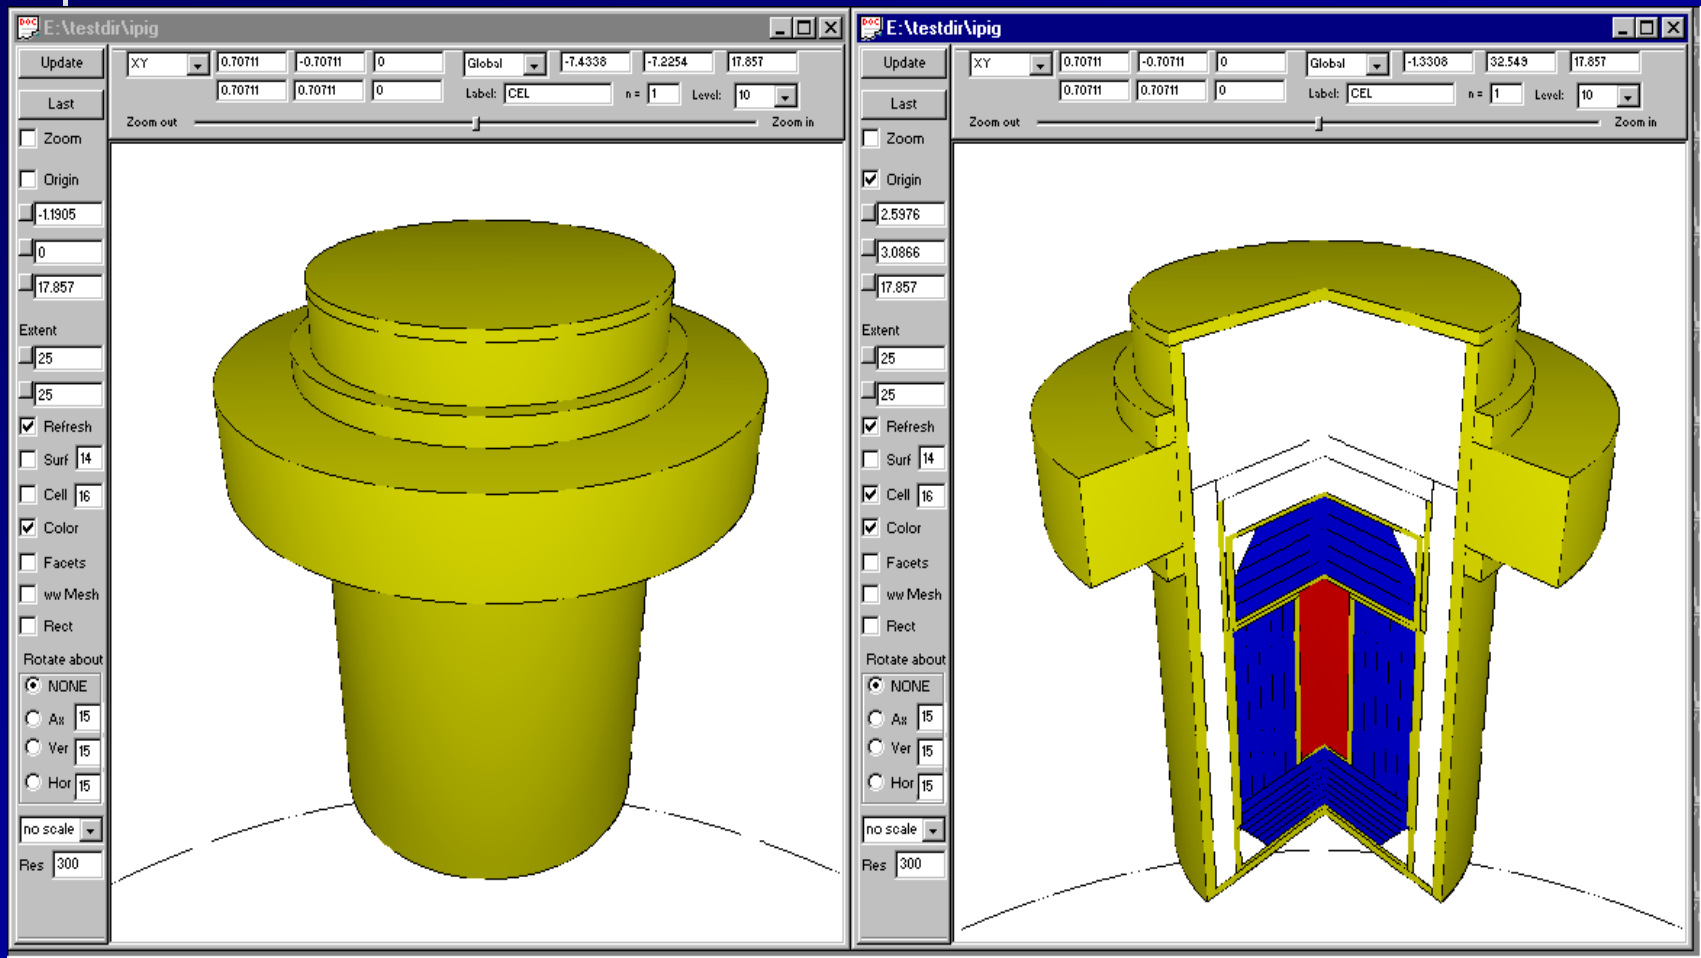 E:\testdir\ipig
Update
Last
XY 0.70711 -0.70711 0 Global -7.4338 -7.2254 17.857
0.70711 0.70711 0 Label: CEL n = 1 Level: 10
Zoom out Zoom in
Zoom
Origin
-1.1905
0
17.857
Extent
25
25
Refresh
Surf 14
Cell 16
Color
Facets
ww Mesh
Rect
Rotate about
NONE
Ax 15
Ver 15
Hor 15
no scale
Res 300
E:\testdir\ipig
Update
Last
XY 0.70711 -0.70711 0 Global -1.3308 32.549 17.857
0.70711 0.70711 0 Label: CEL n = 1 Level: 10
Zoom out Zoom in
Zoom
Origin
2.5976
3.0866
17.857
Extent
25
25
Refresh
Surf 14
Cell 16
Color
Facets
ww Mesh
Rect
Rotate about
NONE
Ax 15
Ver 15
Hor 15
no scale
Res 300